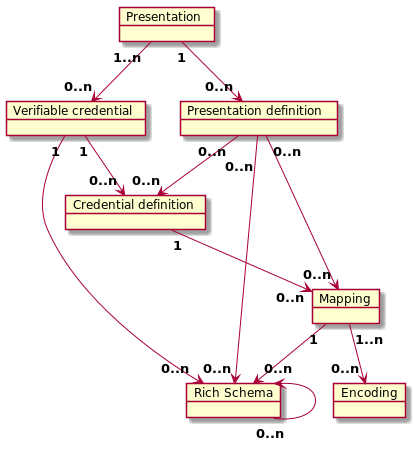 Presentation
1..n
1
0..n
0..n
Verifiable credential
Presentation definition
1
1
0..n
0..n
0..n
0..n
0..n
Credential definition
1
0..n
0..n
Mapping
1
1..n
0..n
0..n
0..n
0..n
Rich Schema
Encoding
0..n